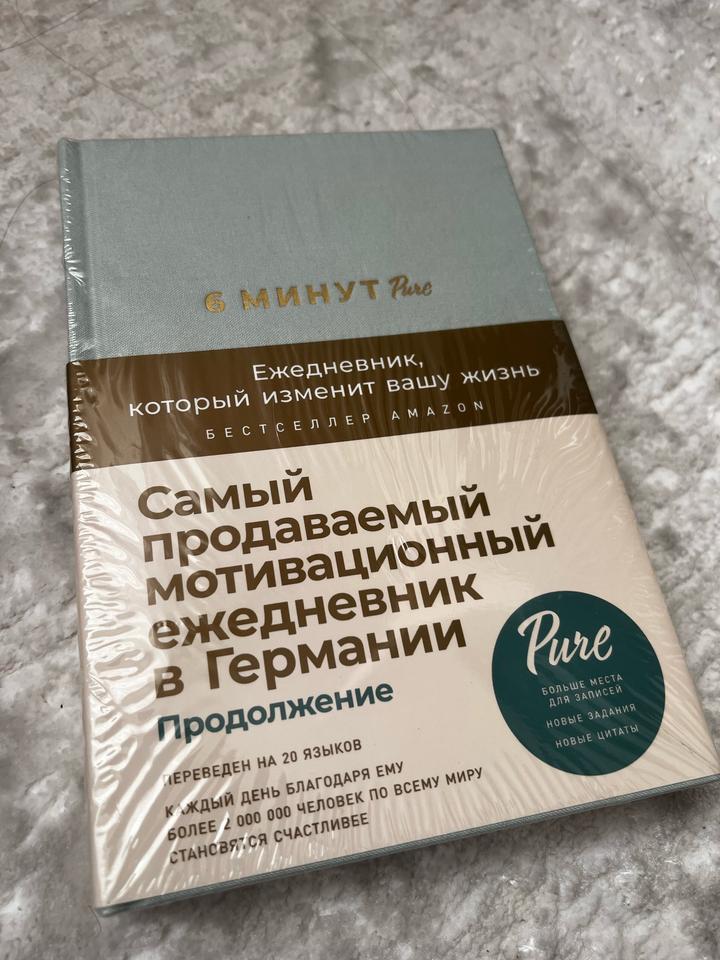 6 МИНУТ Pure
Ежедневник,
который изменит вашу жизнь
БЕСТСЕЛЛЕР AMAZON
Самый
продаваемый
мотивационный
ежедневник
в Германии
Продолжение
ПЕРЕВЕДЕН НА 20 ЯЗЫКОВ
КАЖДЫЙ ДЕНЬ БЛАГОДАРЯ ЕМУ
БОЛЕЕ 2 000 000 ЧЕЛОВЕК ПО ВСЕМУ МИРУ
СТАНОВЯТСЯ СЧАСТЛИВЕЕ
Pure
БОЛЬШЕ МЕСТА
ДЛЯ ЗАПИСЕЙ
НОВЫЕ ЗАДАНИЯ
НОВЫЕ ЦИТАТЫ